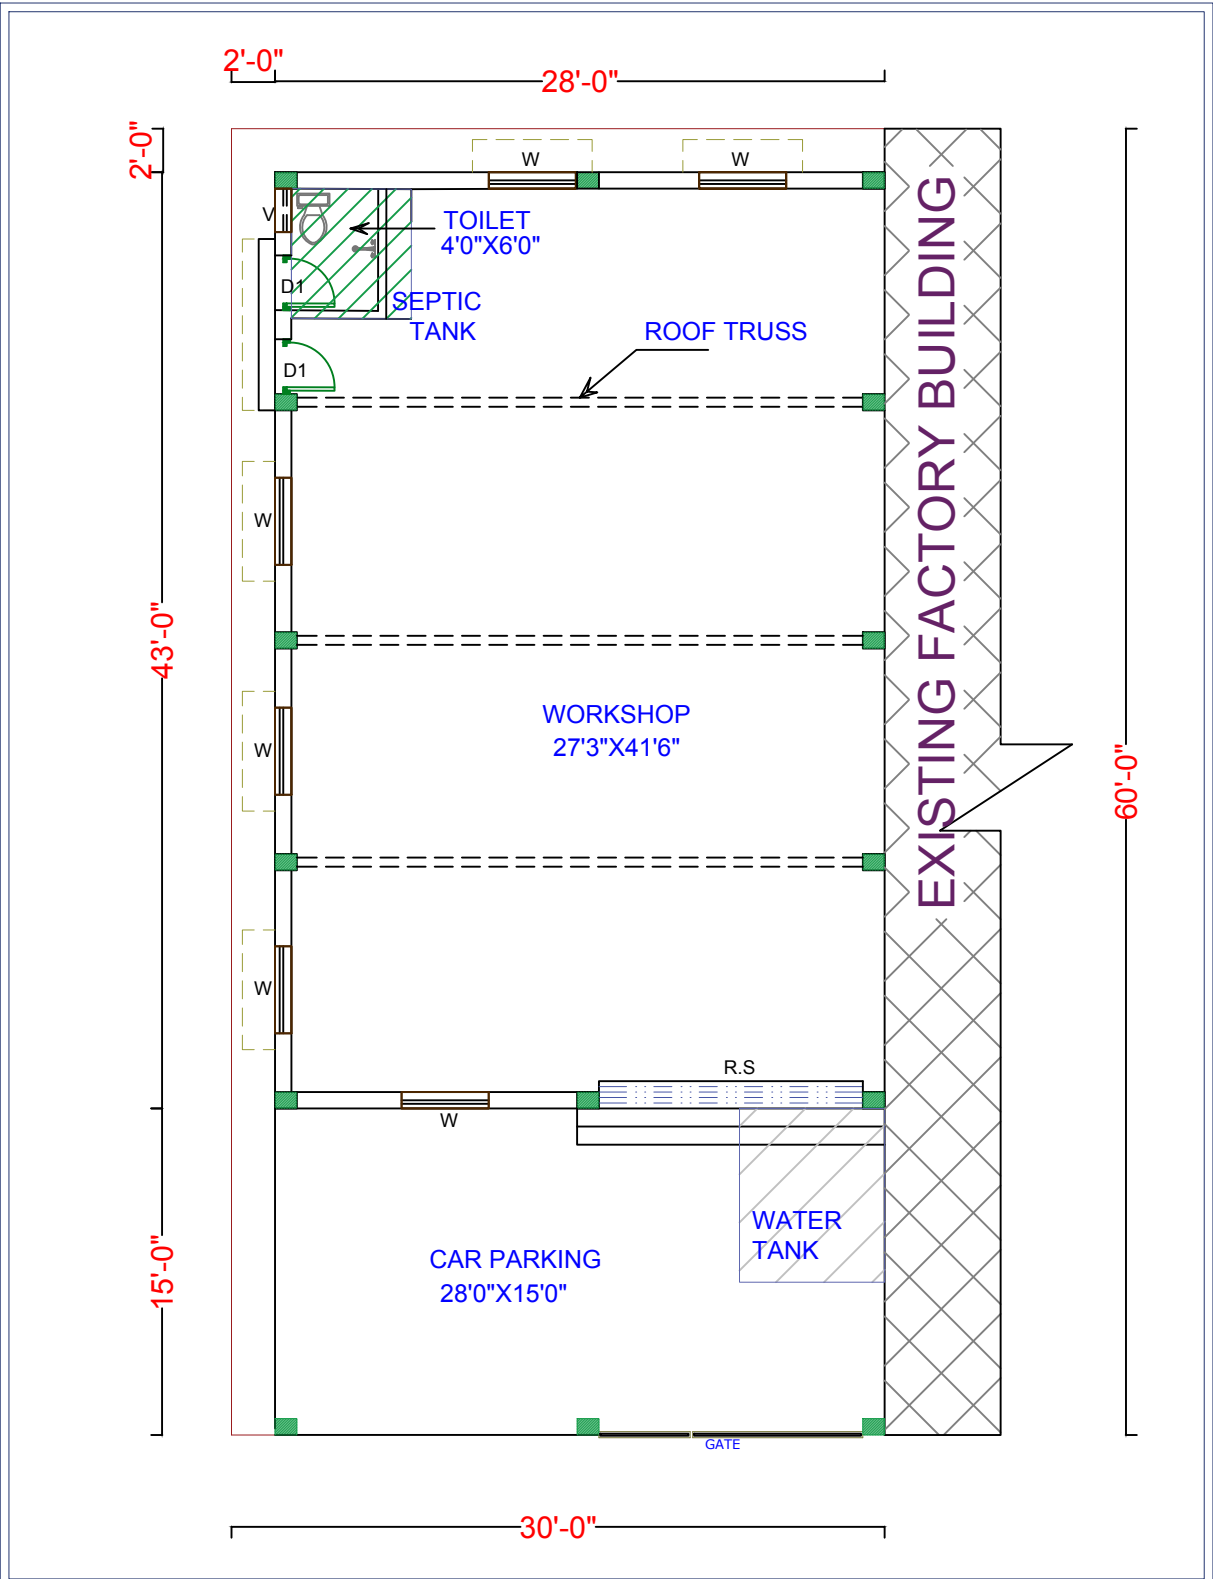 2'-0"
28'-0"
2'-0"
W
W
V
TOILET
4'0"X6'0"
D1
SEPTIC
TANK
ROOF TRUSS
D1
EXISTING FACTORY BUILDING
W
43'-0"
WORKSHOP
27'3"X41'6"
W
60'-0"
W
R.S
W
WATER
TANK
15'-0"
CAR PARKING
28'0"X15'0"
GATE
30'-0"